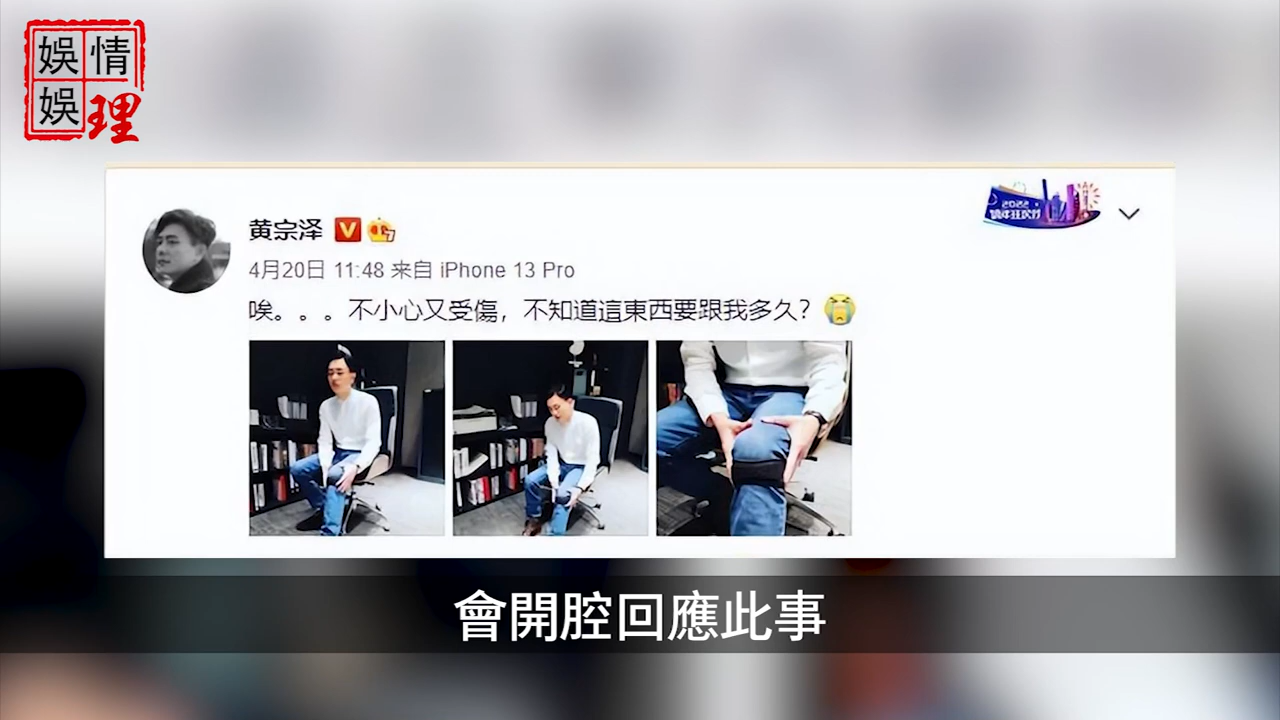 娛情
娛理
黄宗泽
4月20日 11:48 来自 iPhone 13 Pro
唉。。。不小心又受傷，不知道這東西要跟我多久？
2022
會開腔回應此事